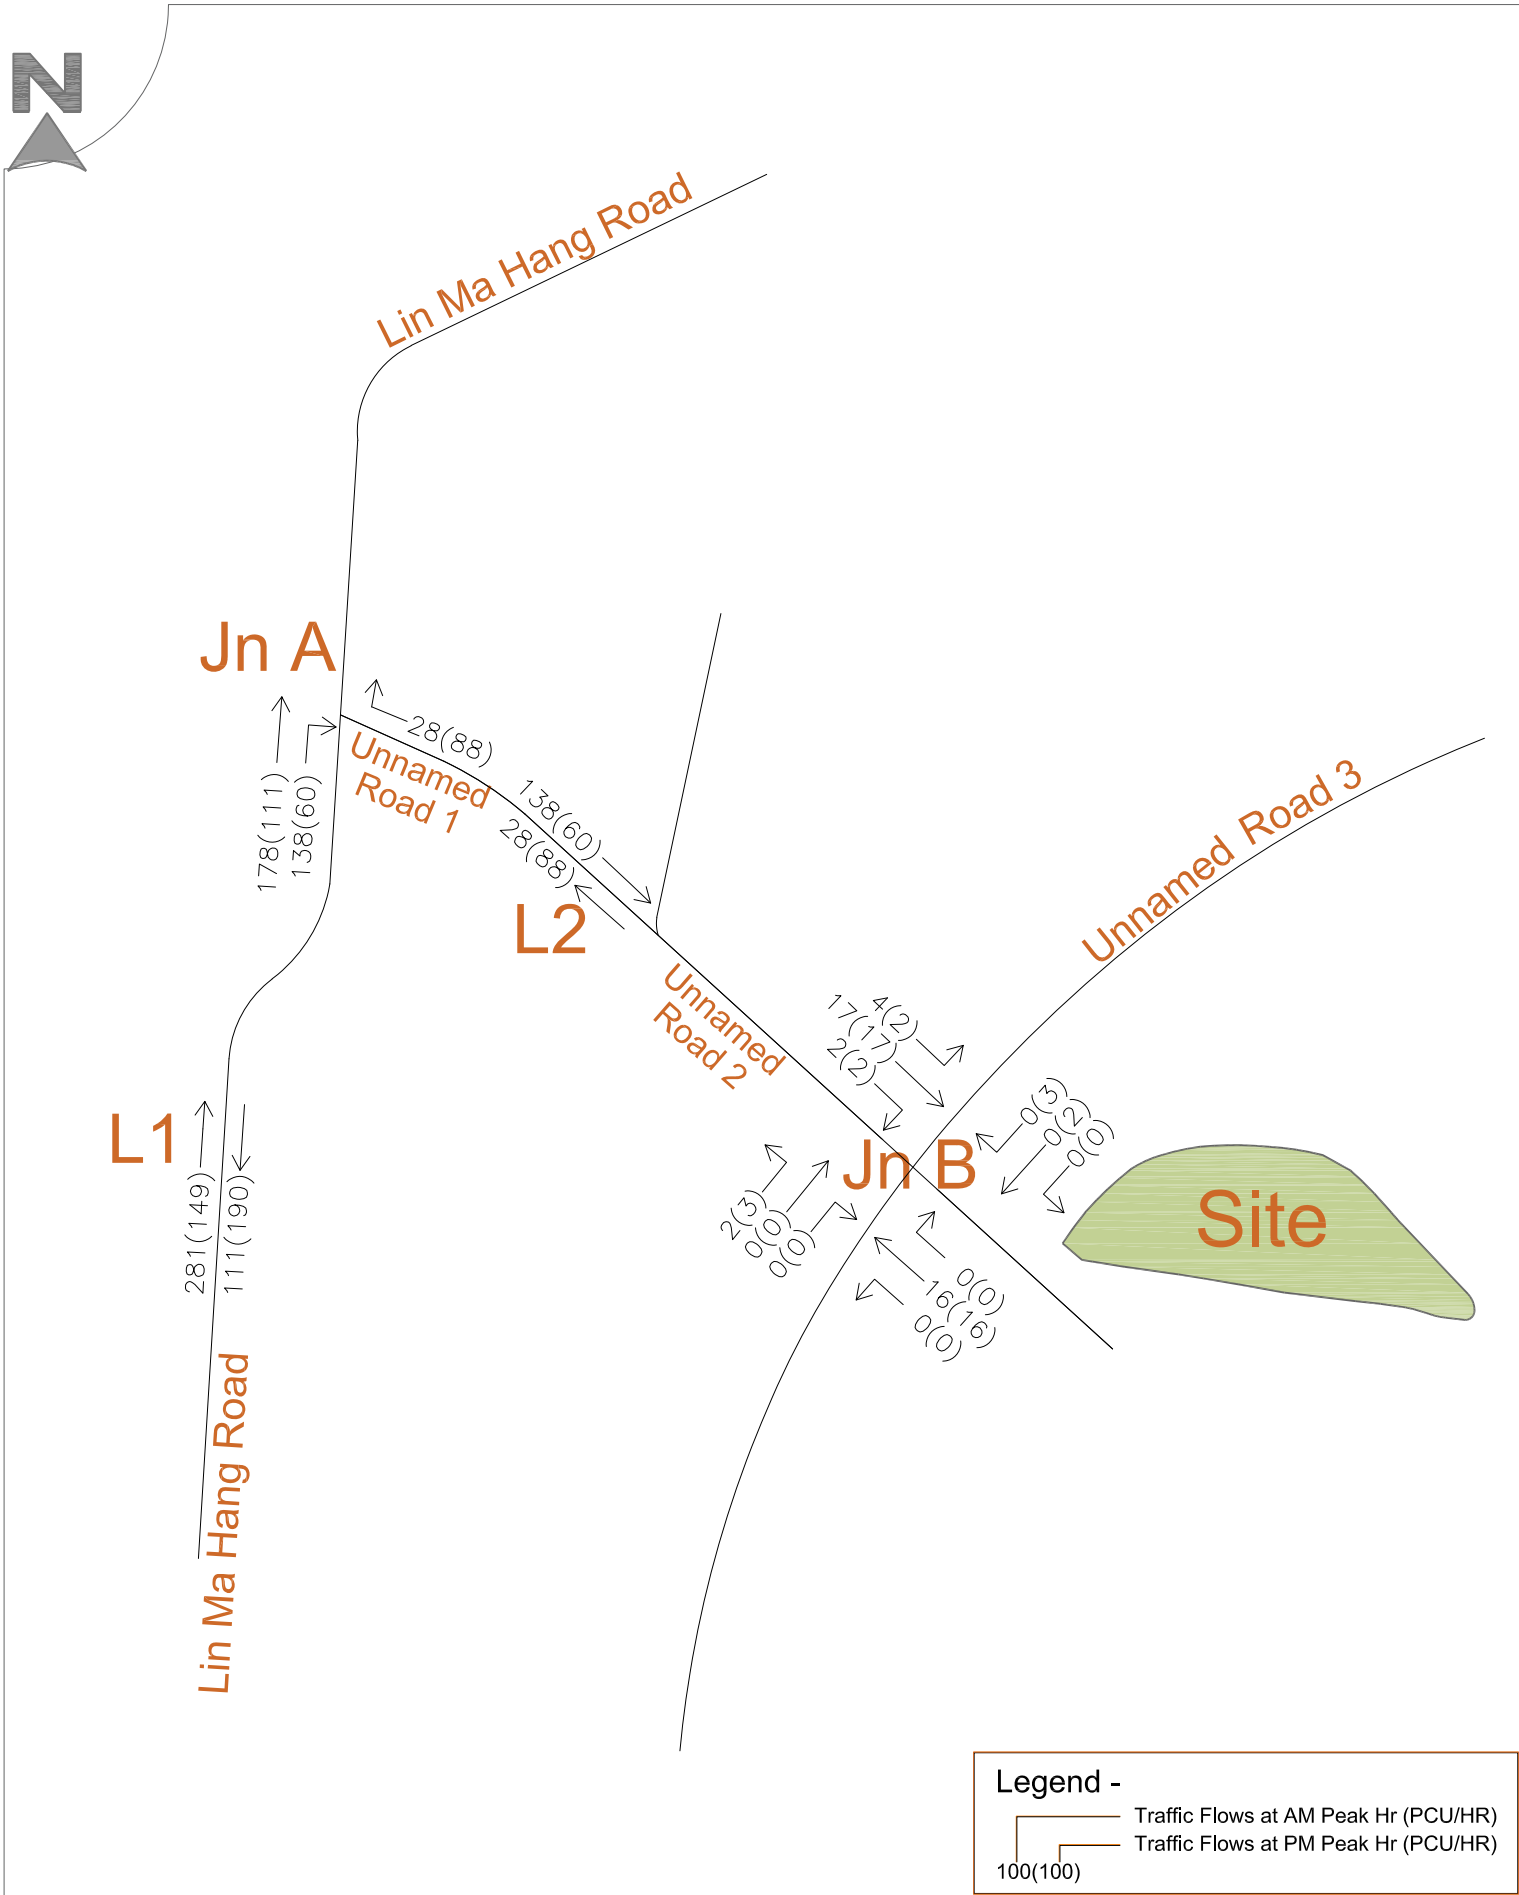 N
Lin Ma Hang Road
Jn A
28(88)
178(111)
138(60)
Unnamed
Road 1
138(60)
28(88)
L2
Unnamed Road 3
Unnamed
Road 2
4(2)
17(17)
2(2)
L1
281(149)
111(190)
Jn B
0(3)
0(2)
0(0)
2(3)
0(0)
0(0)
0(0)
16(16)
0(0)
Site
Lin Ma Hang Road
Legend -
Traffic Flows at AM Peak Hr (PCU/HR)
Traffic Flows at PM Peak Hr (PCU/HR)
100(100)